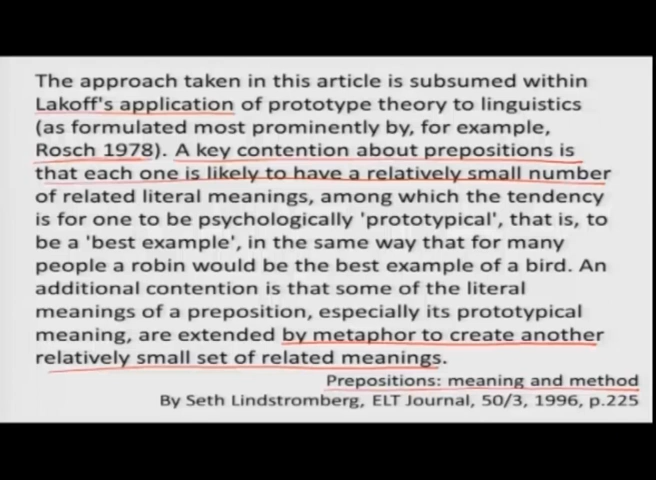 The approach taken in this article is subsumed within
Lakoff's application of prototype theory to linguistics
(as formulated most prominently by, for example,
Rosch 1978). A key contention about prepositions is
that each one is likely to have a relatively small number
of related literal meanings, among which the tendency
is for one to be psychologically 'prototypical', that is, to
be a 'best example', in the same way that for many
people a robin would be the best example of a bird. An
additional contention is that some of the literal
meanings of a preposition, especially its prototypical
meaning, are extended by metaphor to create another
relatively small set of related meanings.
Prepositions: meaning and method
By Seth Lindstromberg, ELT Journal, 50/3, 1996, p.225